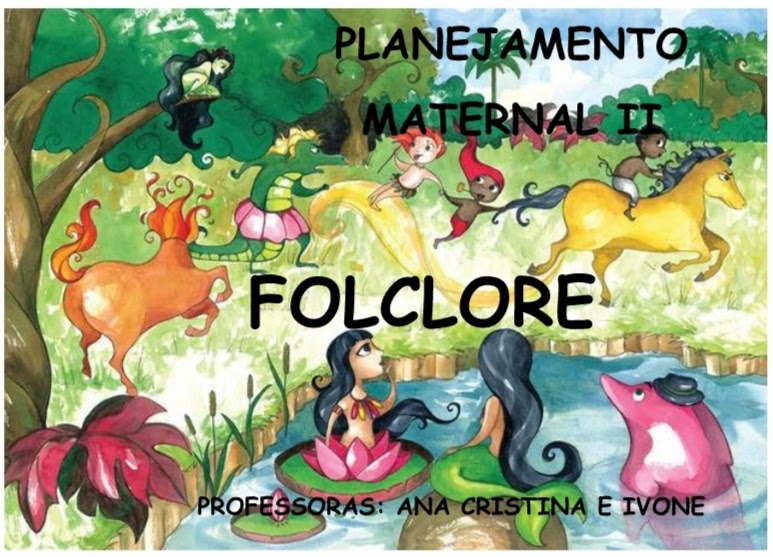 PLANEJAMENTO
MATERNAL II
FOLCLORE
PROFESSORAS: ANA CRISTINA E IVONE